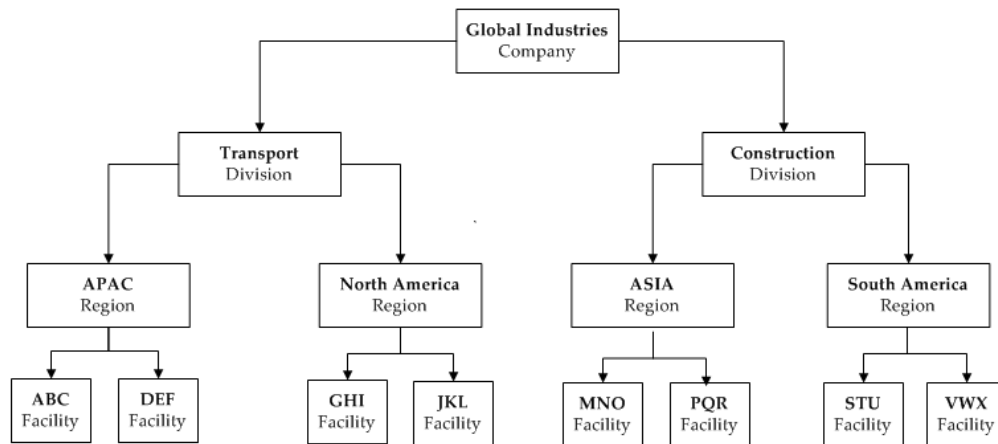 Global Industries
Company
Transport
Division
Construction
Division
APAC
Region
North America
Region
ASIA
Region
South America
Region
ABC
Facility
DEF
Facility
GHI
Facility
JKL
Facility
MNO
Facility
PQR
Facility
STU
Facility
VWX
Facility